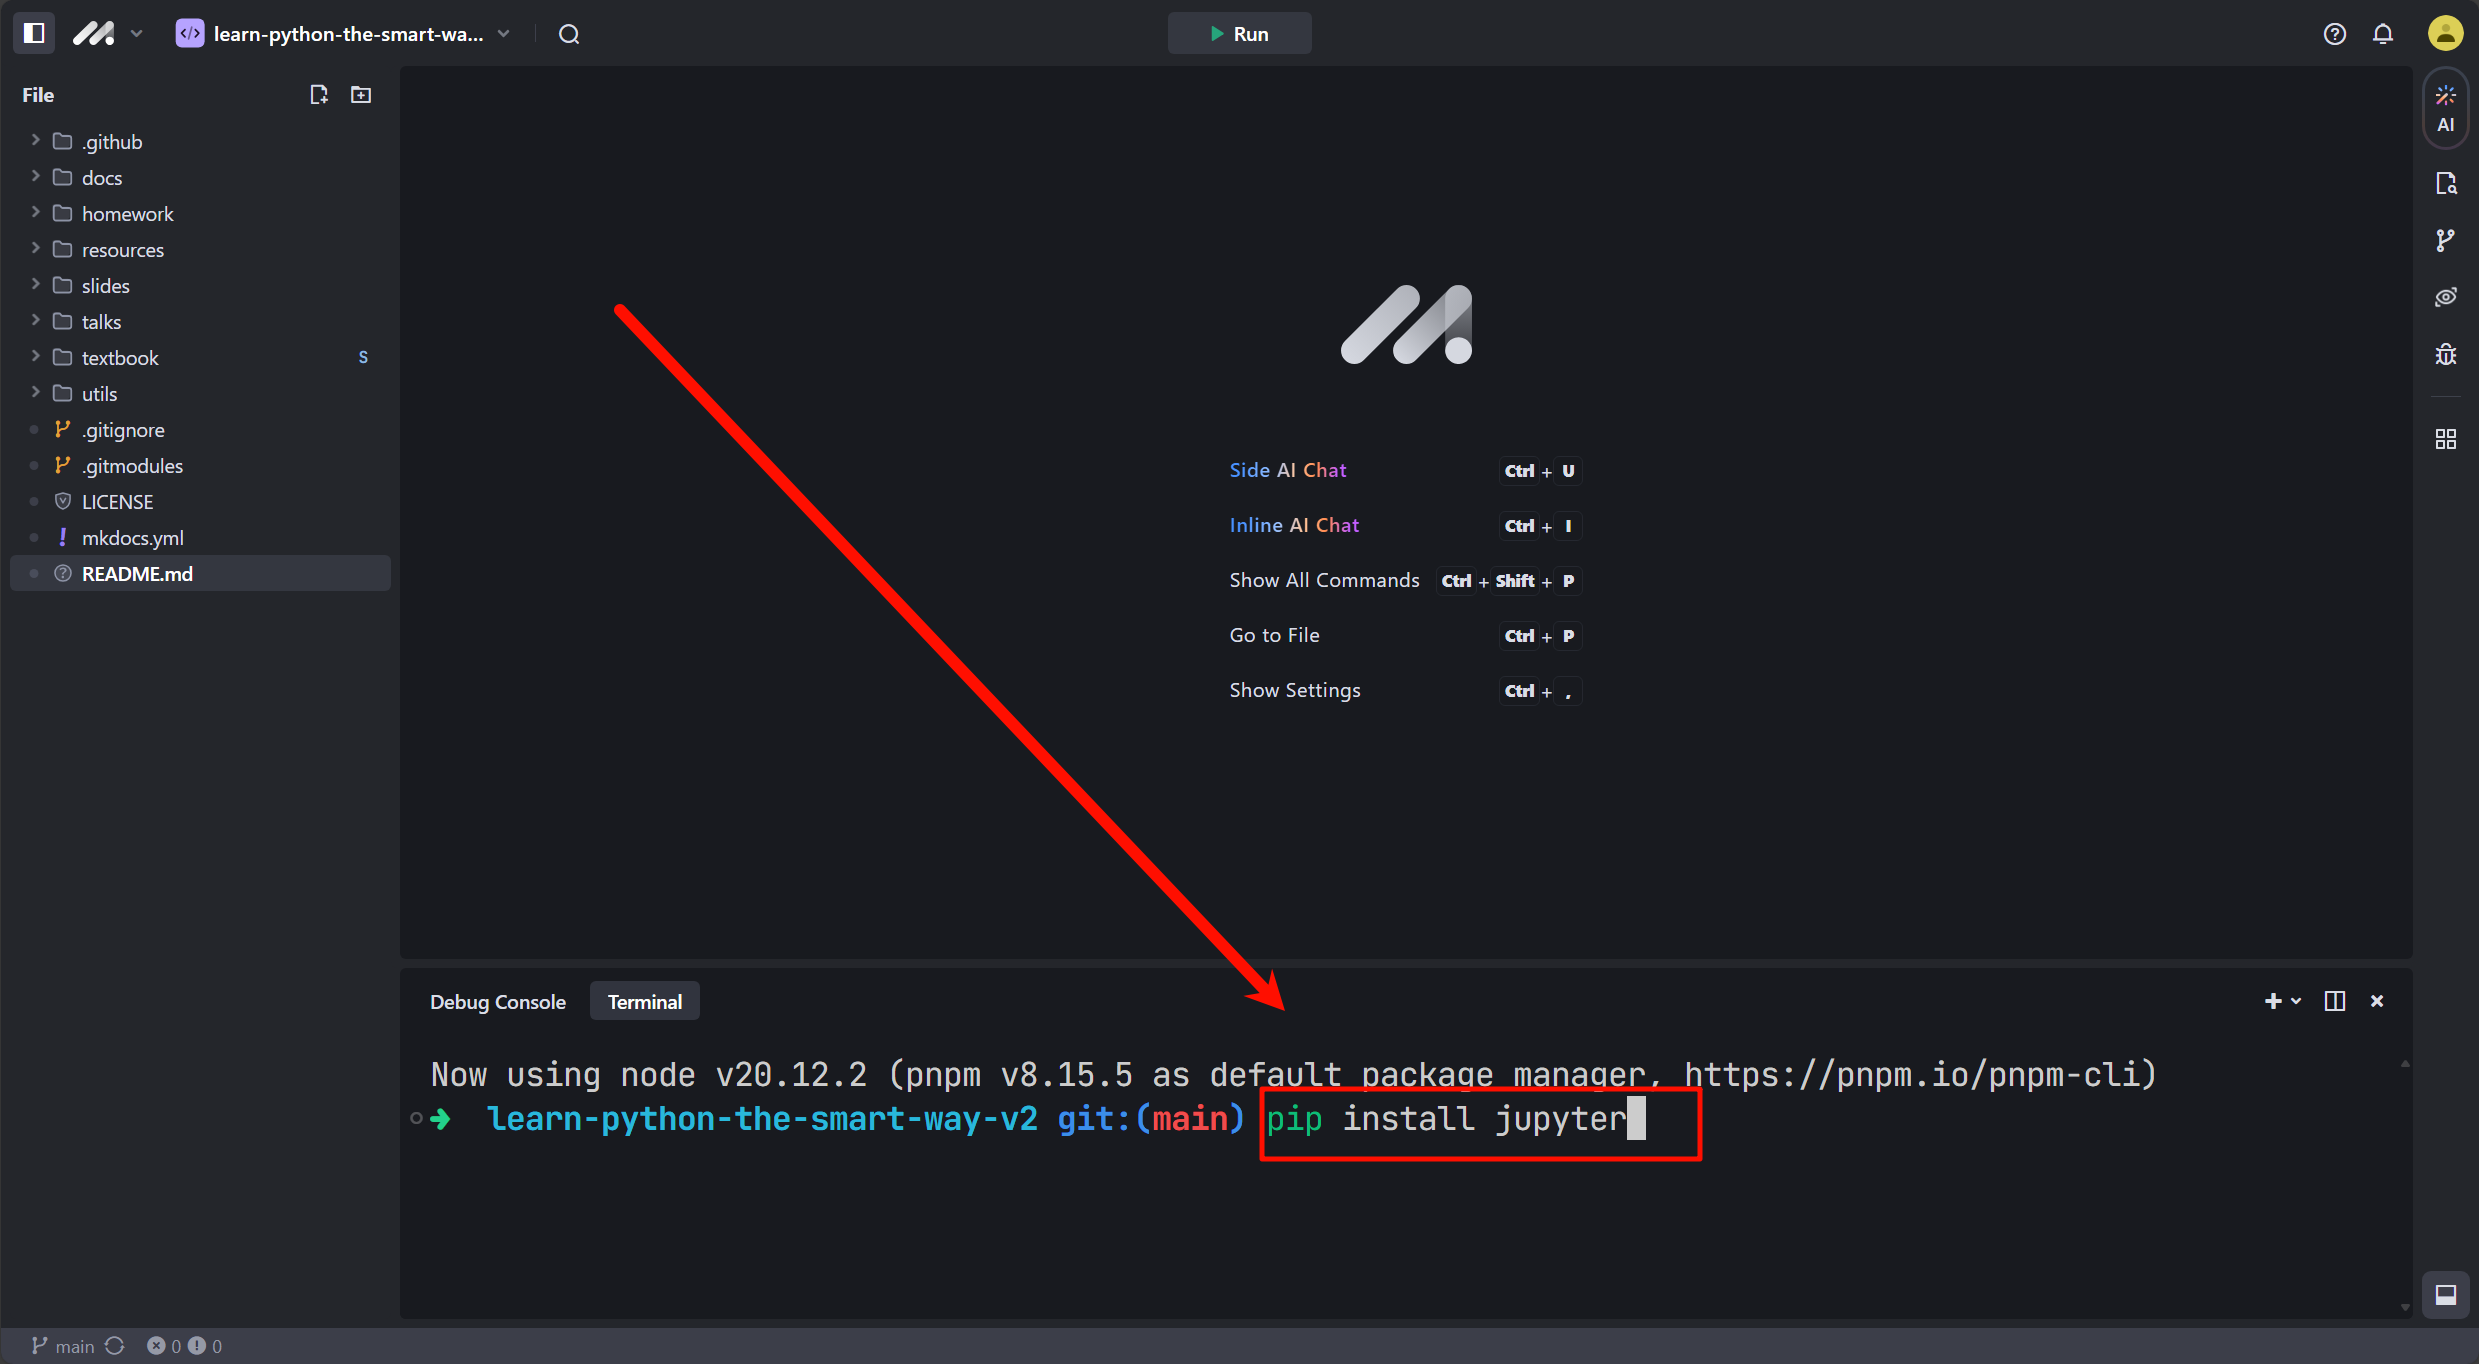 learn-python-the-smart-wa...
Run
File
.github
docs
homework
resources
slides
talks
textbook S
utils
.gitignore
.gitmodules
LICENSE
mkdocs.yml
README.md
AI
Side AI Chat Ctrl + U
Inline AI Chat Ctrl + I
Show All Commands Ctrl + Shift + P
Go to File Ctrl + P
Show Settings Ctrl + ,
Debug Console Terminal
Now using node v20.12.2 (pnpm v8.15.5 as default package manager, https://pnpm.io/pnpm-cli)
learn-python-the-smart-way-v2 git:(main) pip install jupyter
main 0 0